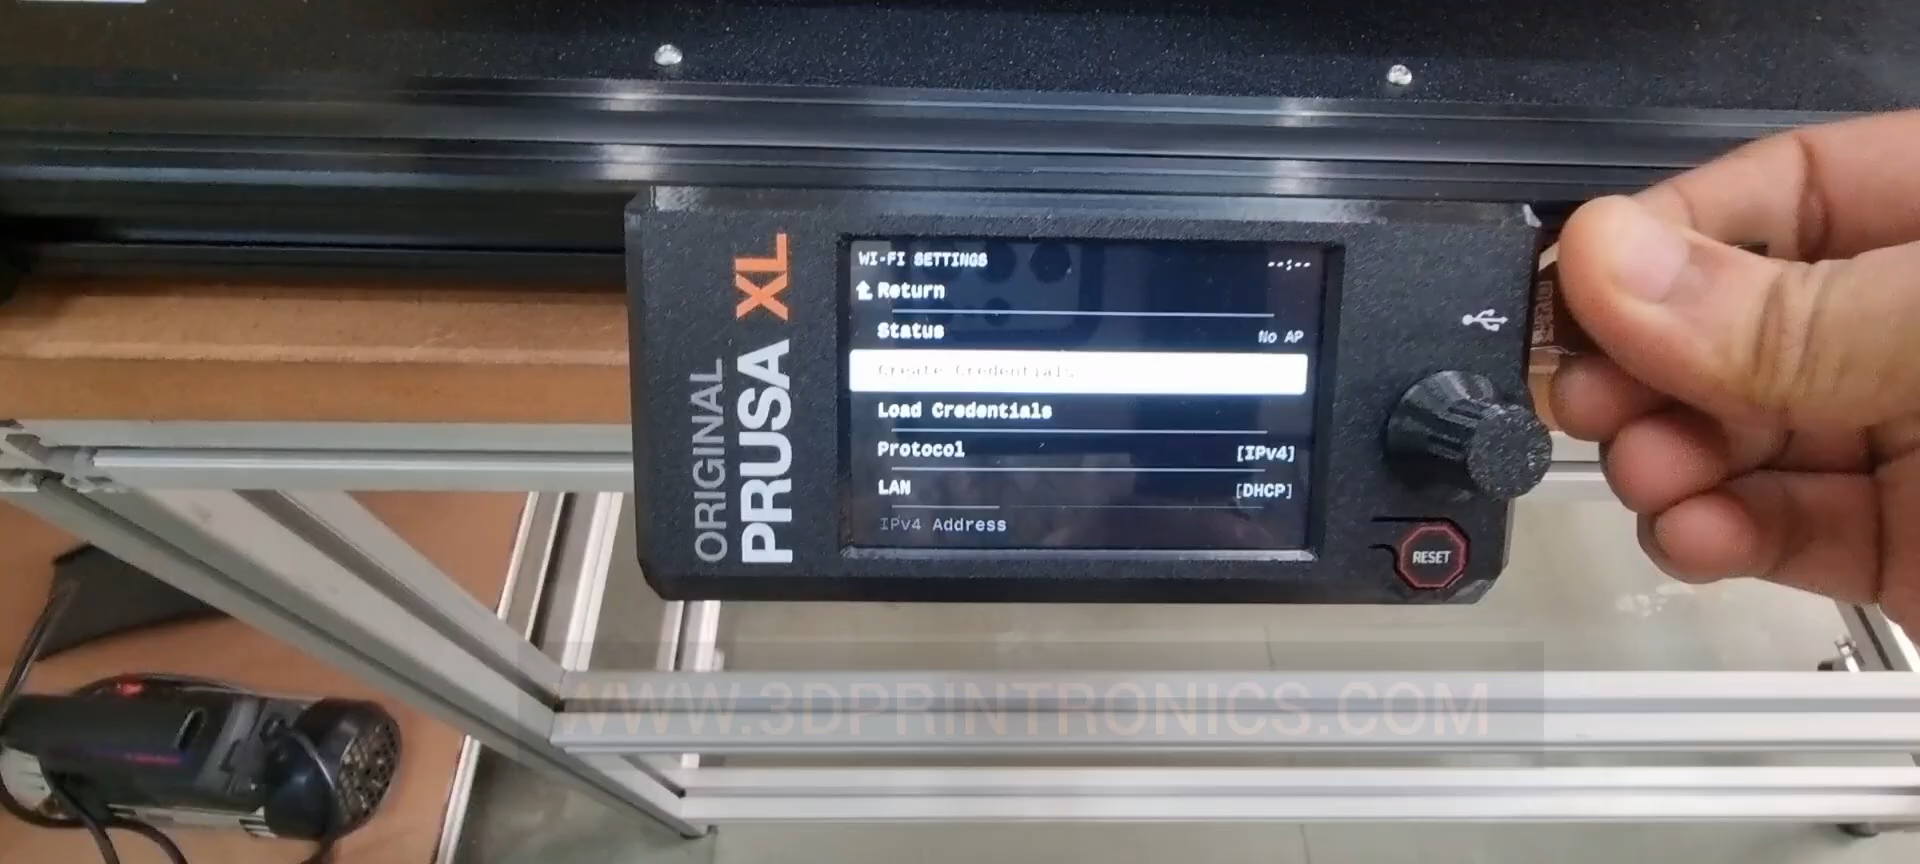 ORIGINAL
PRUSA XL
WI-FI SETTINGS --:--
Return
Status No AP
Create Credentials
Load Credentials
Protocol [IPv4]
LAN [DHCP]
IPv4 Address
RESET
WWW.3DPRINTRONICS.COM